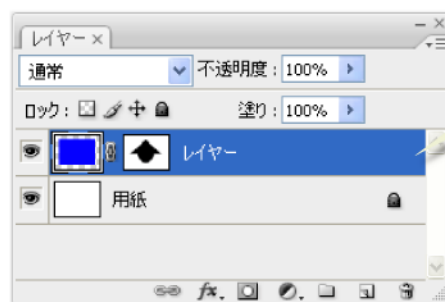 レイヤー ×
通常 不透明度: 100%
ロック: 塗り: 100%
レイヤー
用紙
fx.